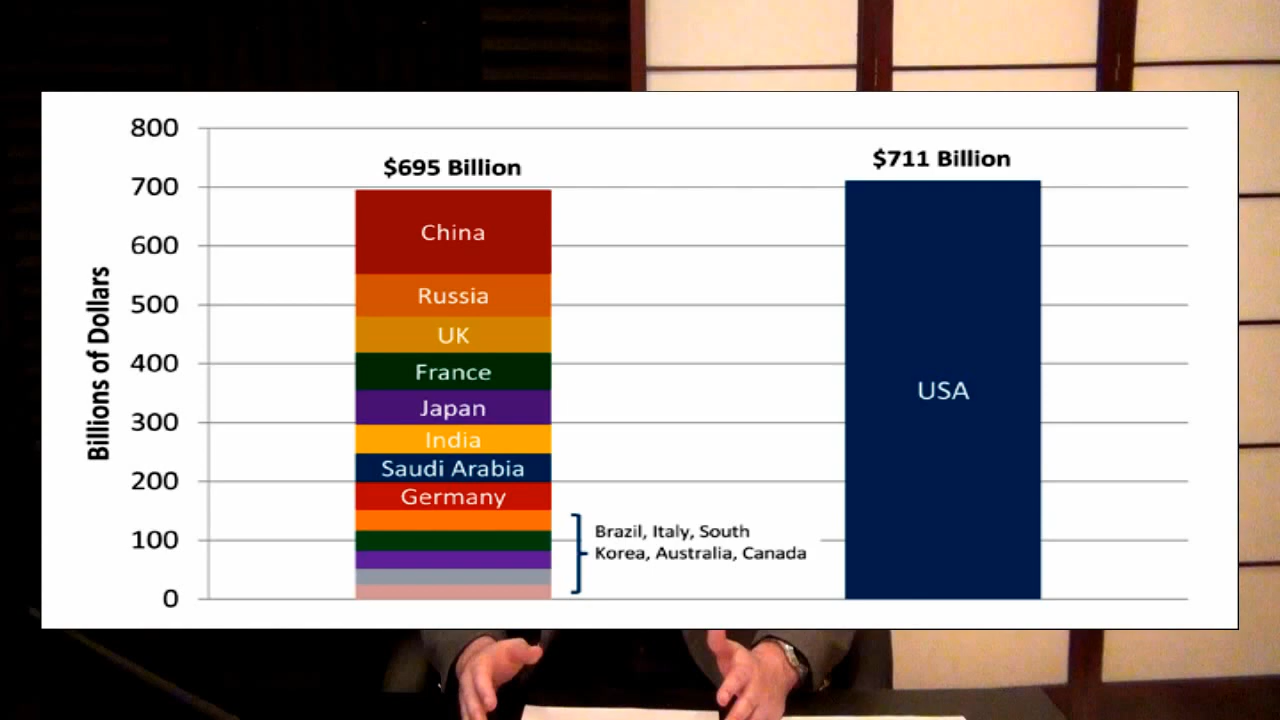 800
700
600
500
400
300
200
100
0
Billions of Dollars
$695 Billion
China
Russia
UK
France
Japan
India
Saudi Arabia
Germany
Brazil, Italy, South
Korea, Australia, Canada
$711 Billion
USA